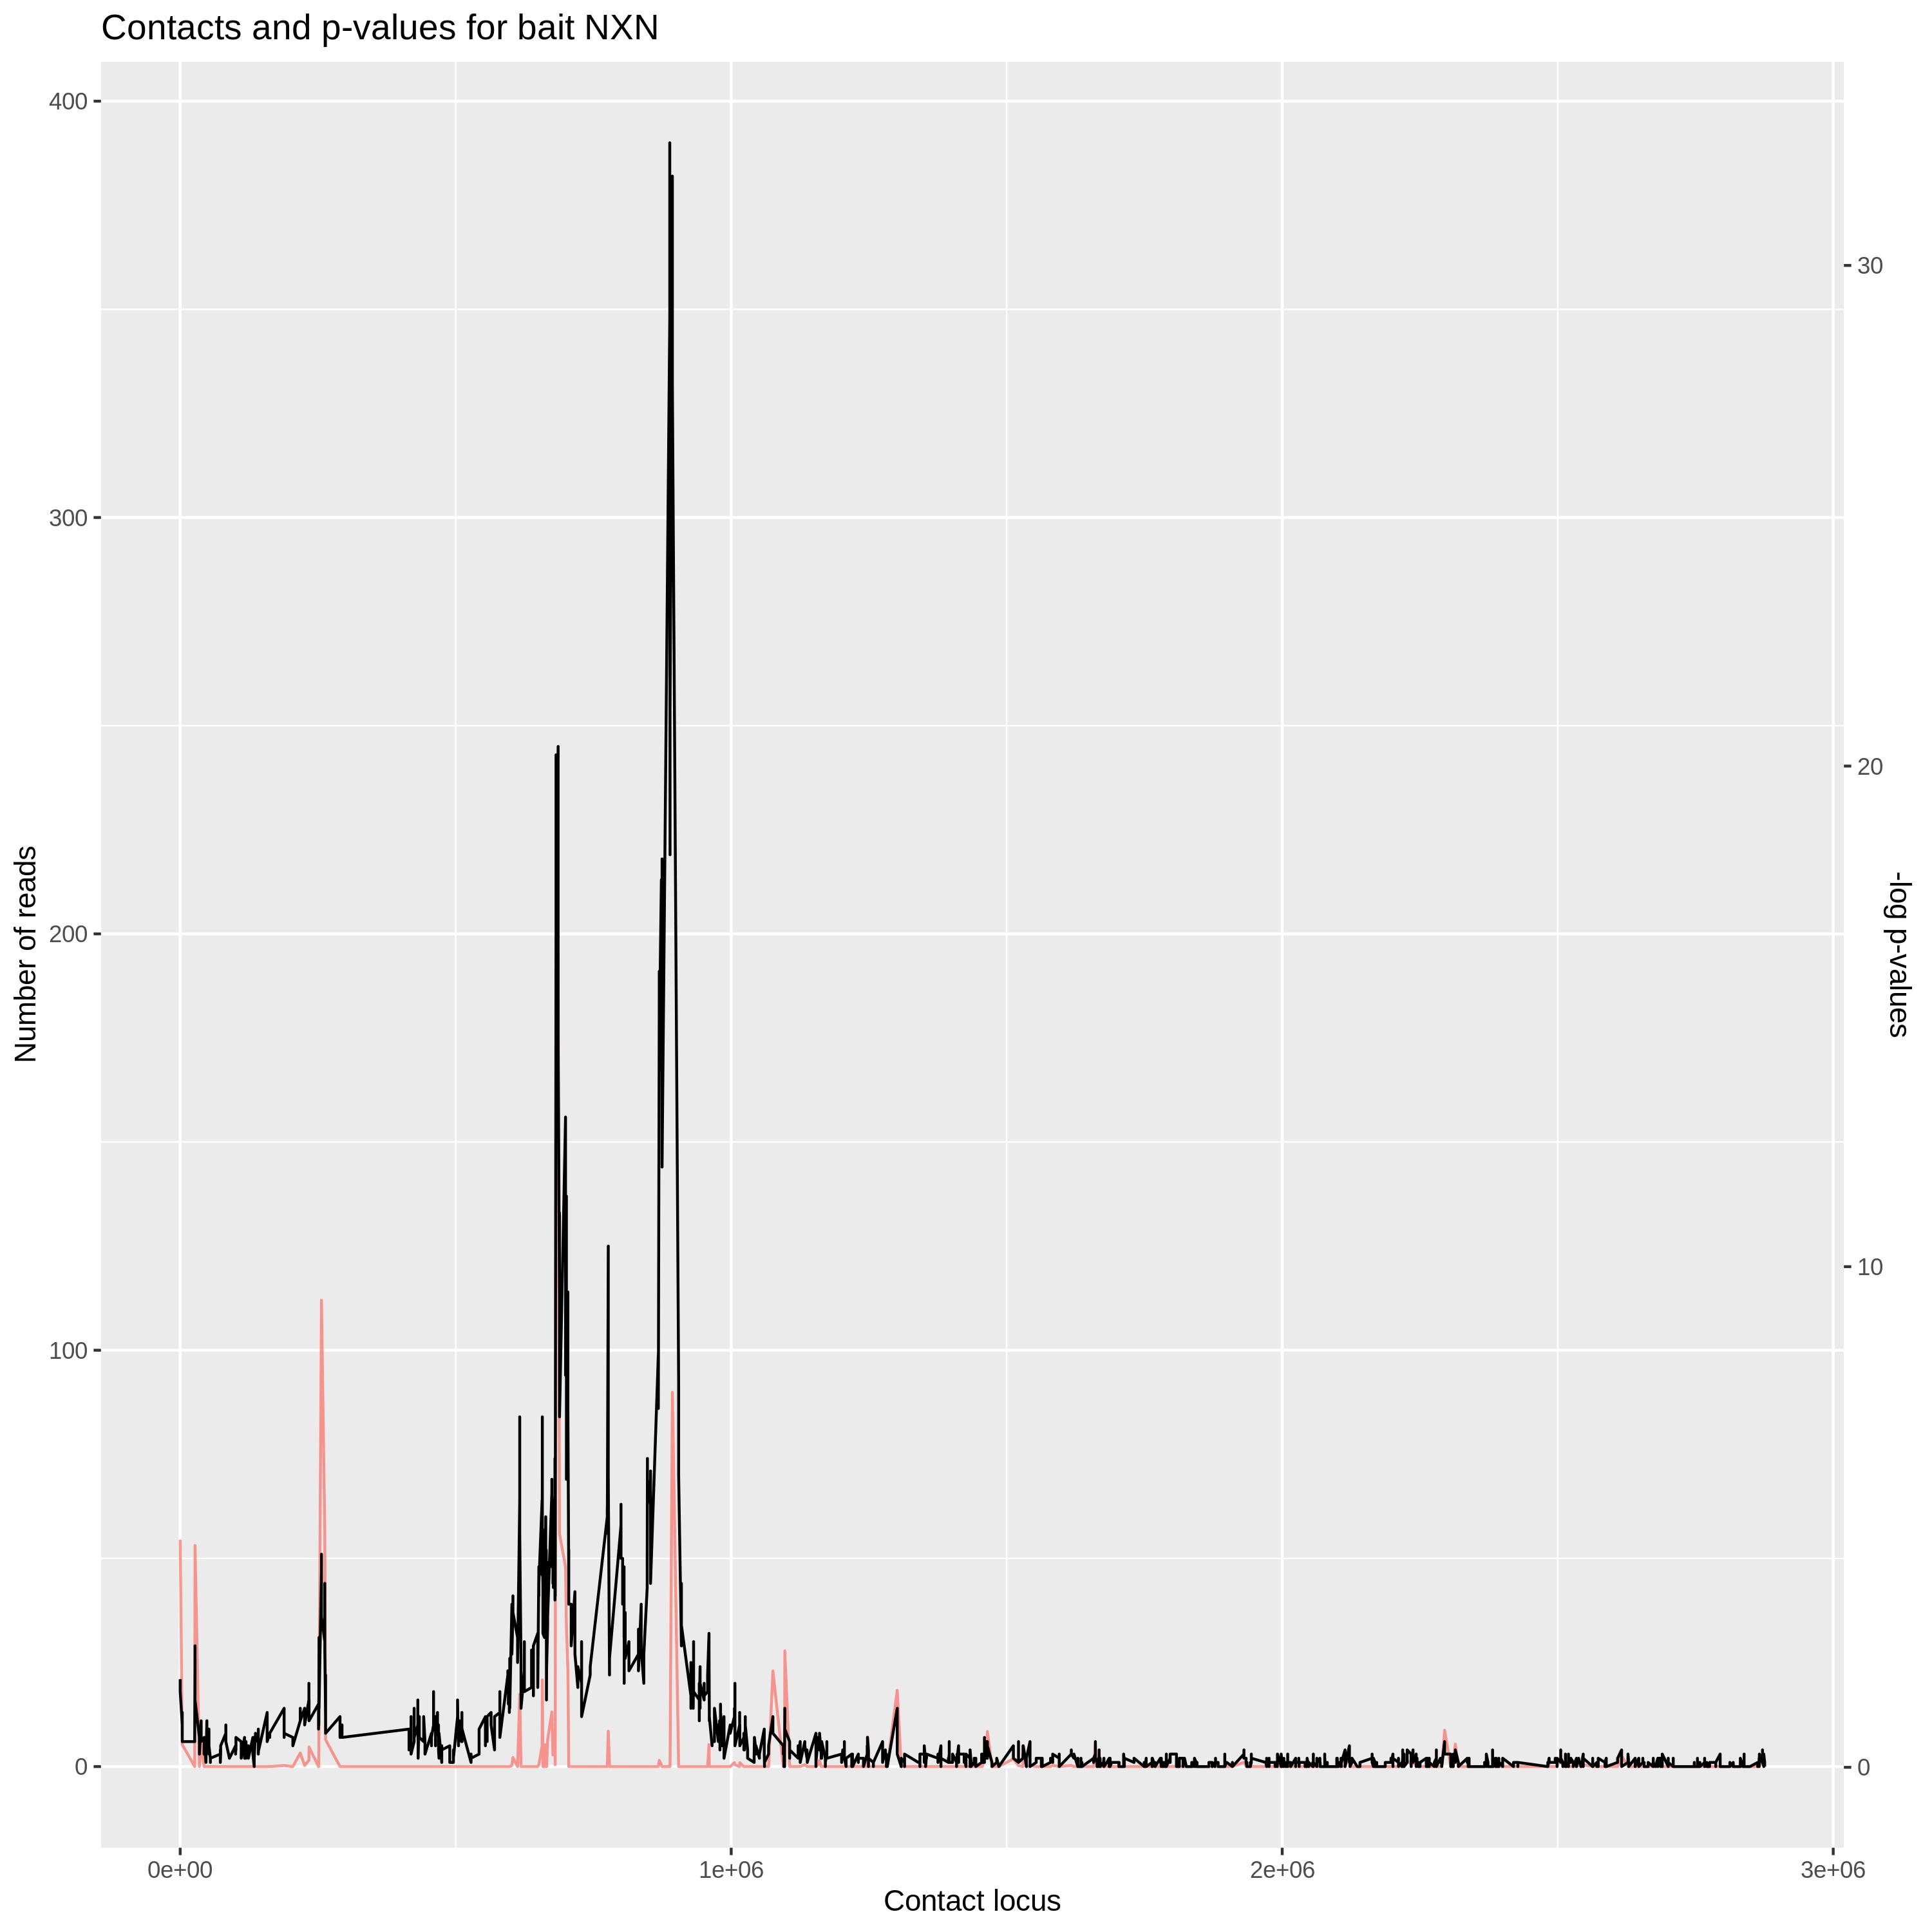 Contacts and p-values for bait NXN
400
300
200
100
0
Number of reads
30
20
10
0
-log p-values
0e+00 1e+06 2e+06 3e+06
Contact locus